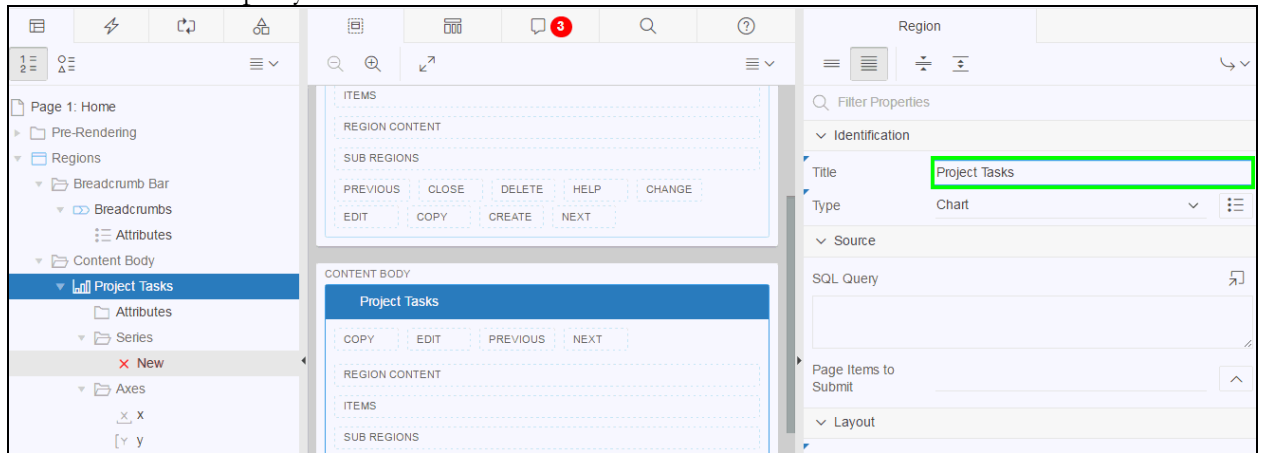 3
Region
1
2
Page 1: Home
Pre-Rendering
Regions
Breadcrumb Bar
Breadcrumbs
Attributes
Content Body
Project Tasks
Attributes
Series
New
Axes
x
y
ITEMS
REGION CONTENT
SUB REGIONS
PREVIOUS CLOSE DELETE HELP CHANGE
EDIT COPY CREATE NEXT
CONTENT BODY
Project Tasks
COPY EDIT PREVIOUS NEXT
REGION CONTENT
ITEMS
SUB REGIONS
Filter Properties
Identification
Title Project Tasks
Type Chart
Source
SQL Query
Page Items to
Submit
Layout